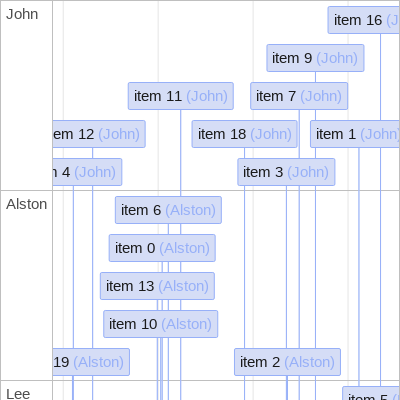 John
item 16 (J
item 9 (John)
item 11 (John) item 7 (John)
em 12 (John) item 18 (John) item 1 (John)
4 (John) item 3 (John)
Alston
item 6 (Alston)
item 0 (Alston)
item 13 (Alston)
item 10 (Alston)
19 (Alston) item 2 (Alston)
Lee
item 5